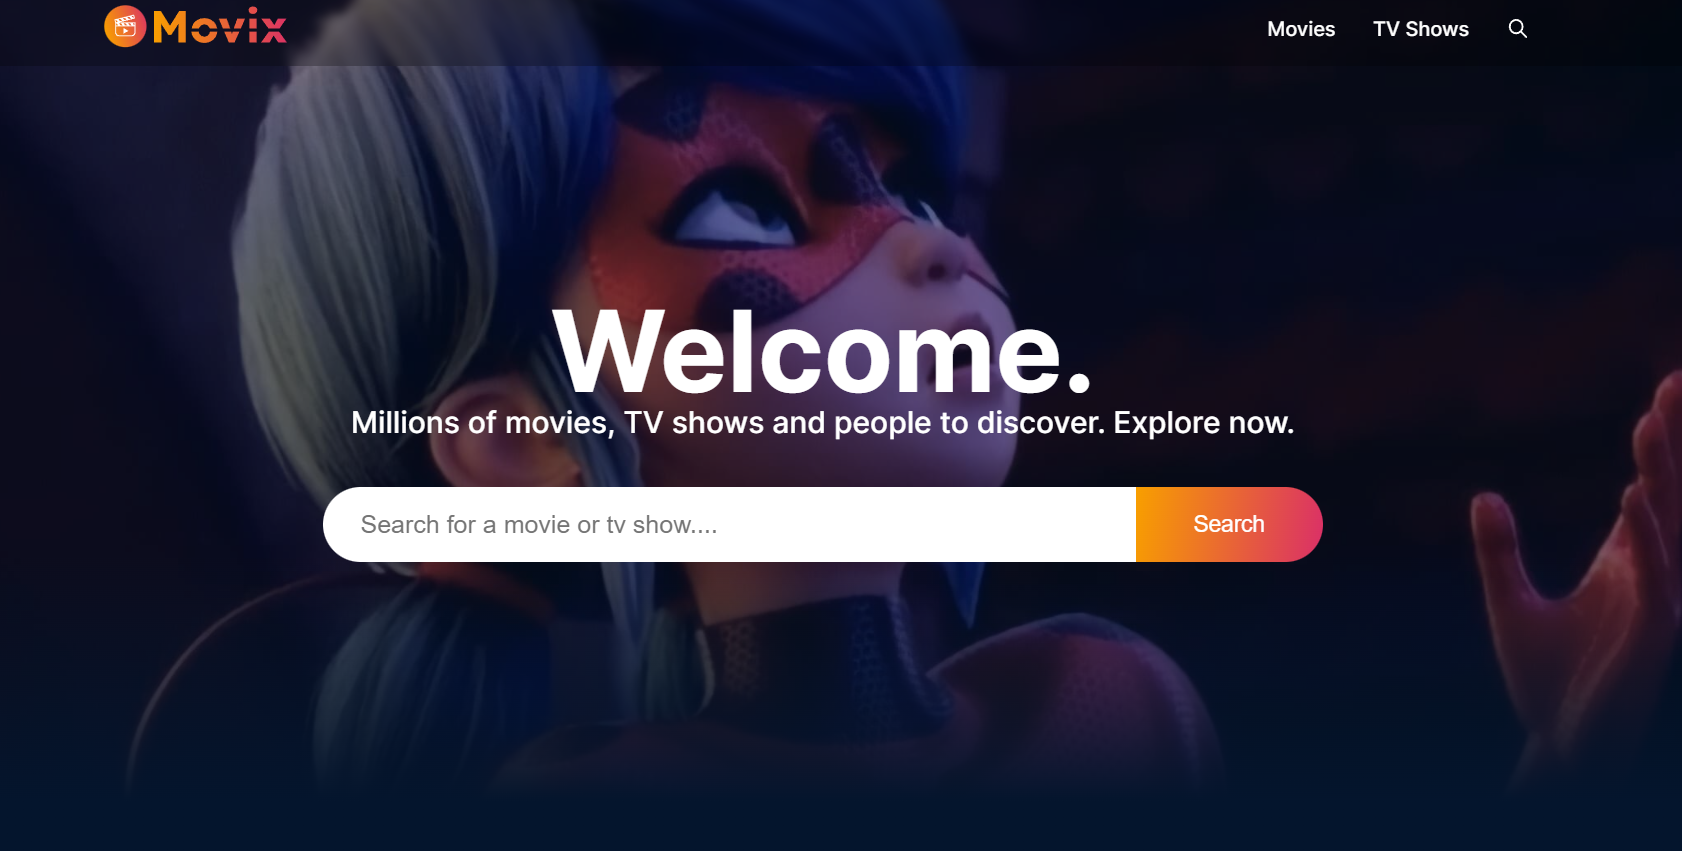 Movix
Movies
TV Shows
Welcome.
Millions of movies, TV shows and people to discover. Explore now.
Search for a movie or tv show....
Search